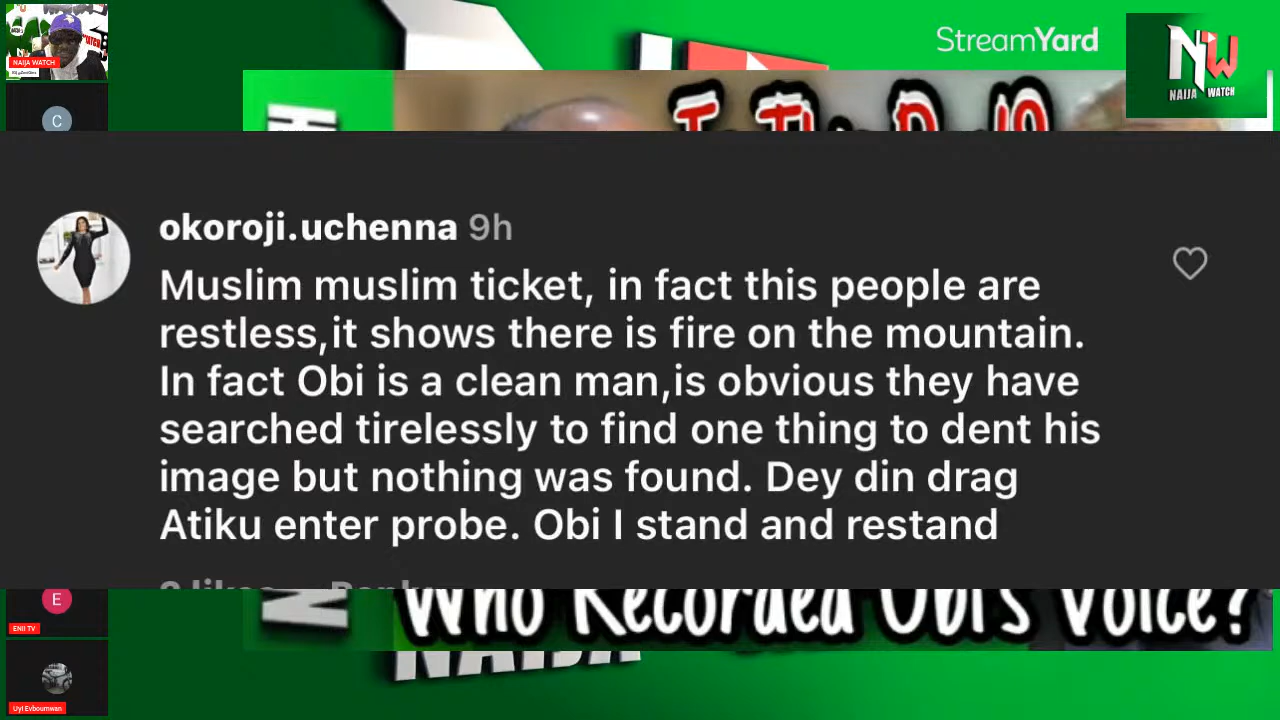 NAIJA WATCH
C
StreamYard
NW
NAIJA WATCH
okoroji.uchenna 9h
Muslim muslim ticket, in fact this people are
restless,it shows there is fire on the mountain.
In fact Obi is a clean man,is obvious they have
searched tirelessly to find one thing to dent his
image but nothing was found. Dey din drag
Atiku enter probe. Obi I stand and restand
E
ENII TV
Who Recorded Obi's Voice?
Uyi Evboumwan